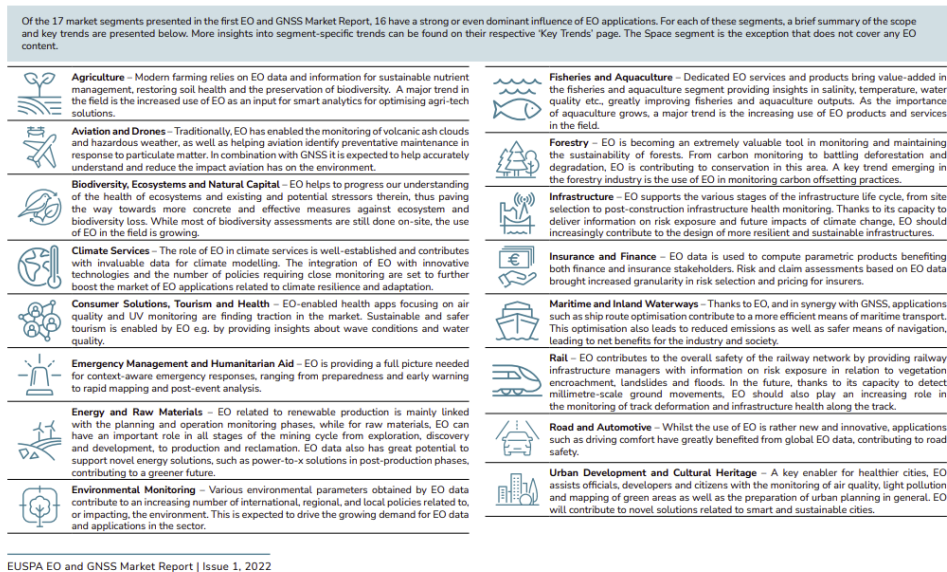 Of the 17 market segments presented in the first EO and GNSS Market Report, 16 have a strong or even dominant influence of EO applications. For each of these segments, a brief summary of the scope
and key trends are presented below. More insights into segment-specific trends can be found on their respective 'Key Trends' page. The Space segment is the exception that does not cover any EO
content.
Agriculture – Modern farming relies on EO data and information for sustainable nutrient
management, restoring soil health and the preservation of biodiversity. A major trend in
the field is the increased use of EO as an input for smart analytics for optimising agri-tech
solutions.
Aviation and Drones – Traditionally, EO has enabled the monitoring of volcanic ash clouds
and hazardous weather, as well as helping aviation identify preventative maintenance in
response to particulate matter. In combination with GNSS it is expected to help accurately
understand and reduce the impact aviation has on the environment.
Biodiversity, Ecosystems and Natural Capital – EO helps to progress our understanding
of the health of ecosystems and existing and potential stressors therein, thus paving
the way towards more concrete and effective measures against ecosystem and
biodiversity loss. While most of biodiversity assessments are still done on-site, the use
of EO in the field is growing.
Climate Services – The role of EO in climate services is well-established and contributes
with invaluable data for climate modelling. The integration of EO with innovative
technologies and the number of policies requiring close monitoring are set to further
boost the market of EO applications related to climate resilience and adaptation.
Consumer Solutions, Tourism and Health – EO-enabled health apps focusing on air
quality and UV monitoring are finding traction in the market. Sustainable and safer
tourism is enabled by EO e.g. by providing insights about wave conditions and water
quality.
Emergency Management and Humanitarian Aid – EO is providing a full picture needed
for context-aware emergency responses, ranging from preparedness and early warning
to rapid mapping and post-event analysis.
Energy and Raw Materials – EO related to renewable production is mainly linked
with the planning and operation monitoring phases, while for raw materials, EO can
have an important role in all stages of the mining cycle from exploration, discovery
and development, to production and reclamation. EO data also has great potential to
support novel energy solutions, such as power-to-x solutions in post-production phases,
contributing to a greener future.
Environmental Monitoring – Various environmental parameters obtained by EO data
contribute to an increasing number of international, regional, and local policies related to,
or impacting, the environment. This is expected to drive the growing demand for EO data
and applications in the sector.
Fisheries and Aquaculture – Dedicated EO services and products bring value-added in
the fisheries and aquaculture segment providing insights in salinity, temperature, water
quality etc., greatly improving fisheries and aquaculture outputs. As the importance
of aquaculture grows, a major trend is the increasing use of EO products and services
in the field.
Forestry – EO is becoming an extremely valuable tool in monitoring and maintaining
the sustainability of forests. From carbon monitoring to battling deforestation and
degradation, EO is contributing to conservation in this area. A key trend emerging in
the forestry industry is the use of EO in monitoring carbon offsetting practices.
Infrastructure – EO supports the various stages of the infrastructure life cycle, from site
selection to post-construction infrastructure health monitoring. Thanks to its capacity to
deliver information on risk exposure and future impacts of climate change, EO should
increasingly contribute to the design of more resilient and sustainable infrastructures.
Insurance and Finance – EO data is used to compute parametric products benefiting
both finance and insurance stakeholders. Risk and claim assessments based on EO data
brought increased granularity in risk selection and pricing for insurers.
Maritime and Inland Waterways – Thanks to EO, and in synergy with GNSS, applications
such as ship route optimisation contribute to a more efficient means of maritime transport.
This optimisation also leads to reduced emissions as well as safer means of navigation,
leading to net benefits for the industry and society.
Rail – EO contributes to the overall safety of the railway network by providing railway
infrastructure managers with information on risk exposure in relation to vegetation
encroachment, landslides and floods. In the future, thanks to its capacity to detect
millimetre-scale ground movements, EO should also play an increasing role in
the monitoring of track deformation and infrastructure health along the track.
Road and Automotive – Whilst the use of EO is rather new and innovative, applications
such as driving comfort have greatly benefited from global EO data, contributing to road
safety.
Urban Development and Cultural Heritage – A key enabler for healthier cities, EO
assists officials, developers and citizens with the monitoring of air quality, light pollution
and mapping of green areas as well as the preparation of urban planning in general. EO
will contribute to novel solutions related to smart and sustainable cities.
EUSPA EO and GNSS Market Report | Issue 1, 2022